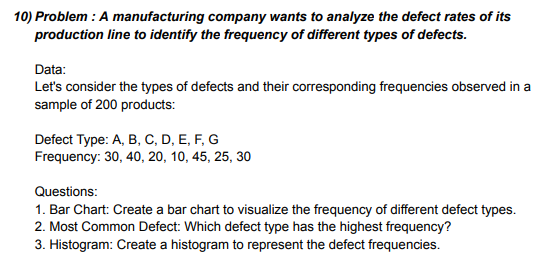 10) Problem : A manufacturing company wants to analyze the defect rates of its
production line to identify the frequency of different types of defects.
Data:
Let's consider the types of defects and their corresponding frequencies observed in a
sample of 200 products:
Defect Type: A, B, C, D, E, F, G
Frequency: 30, 40, 20, 10, 45, 25, 30
Questions:
1. Bar Chart: Create a bar chart to visualize the frequency of different defect types.
2. Most Common Defect: Which defect type has the highest frequency?
3. Histogram: Create a histogram to represent the defect frequencies.